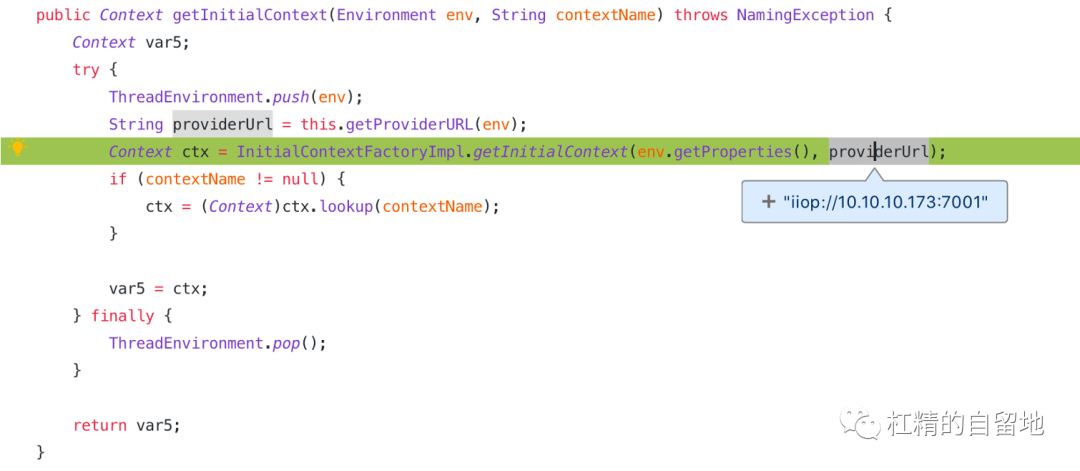 public Context getInitialContext(Environment env, String contextName) throws NamingException {
Context var5;
try {
ThreadEnvironment.push(env);
String providerUrl = this.getProviderURL(env);
Context ctx = InitialContextFactoryImpl.getInitialContext(env.getProperties(), providerUrl);
if (contextName != null) {
+ "iiop://10.10.10.173:7001"
ctx = (Context)ctx.lookup(contextName);
}
var5 = ctx;
} finally {
ThreadEnvironment.pop();
}
return var5;
}
杠精的自留地